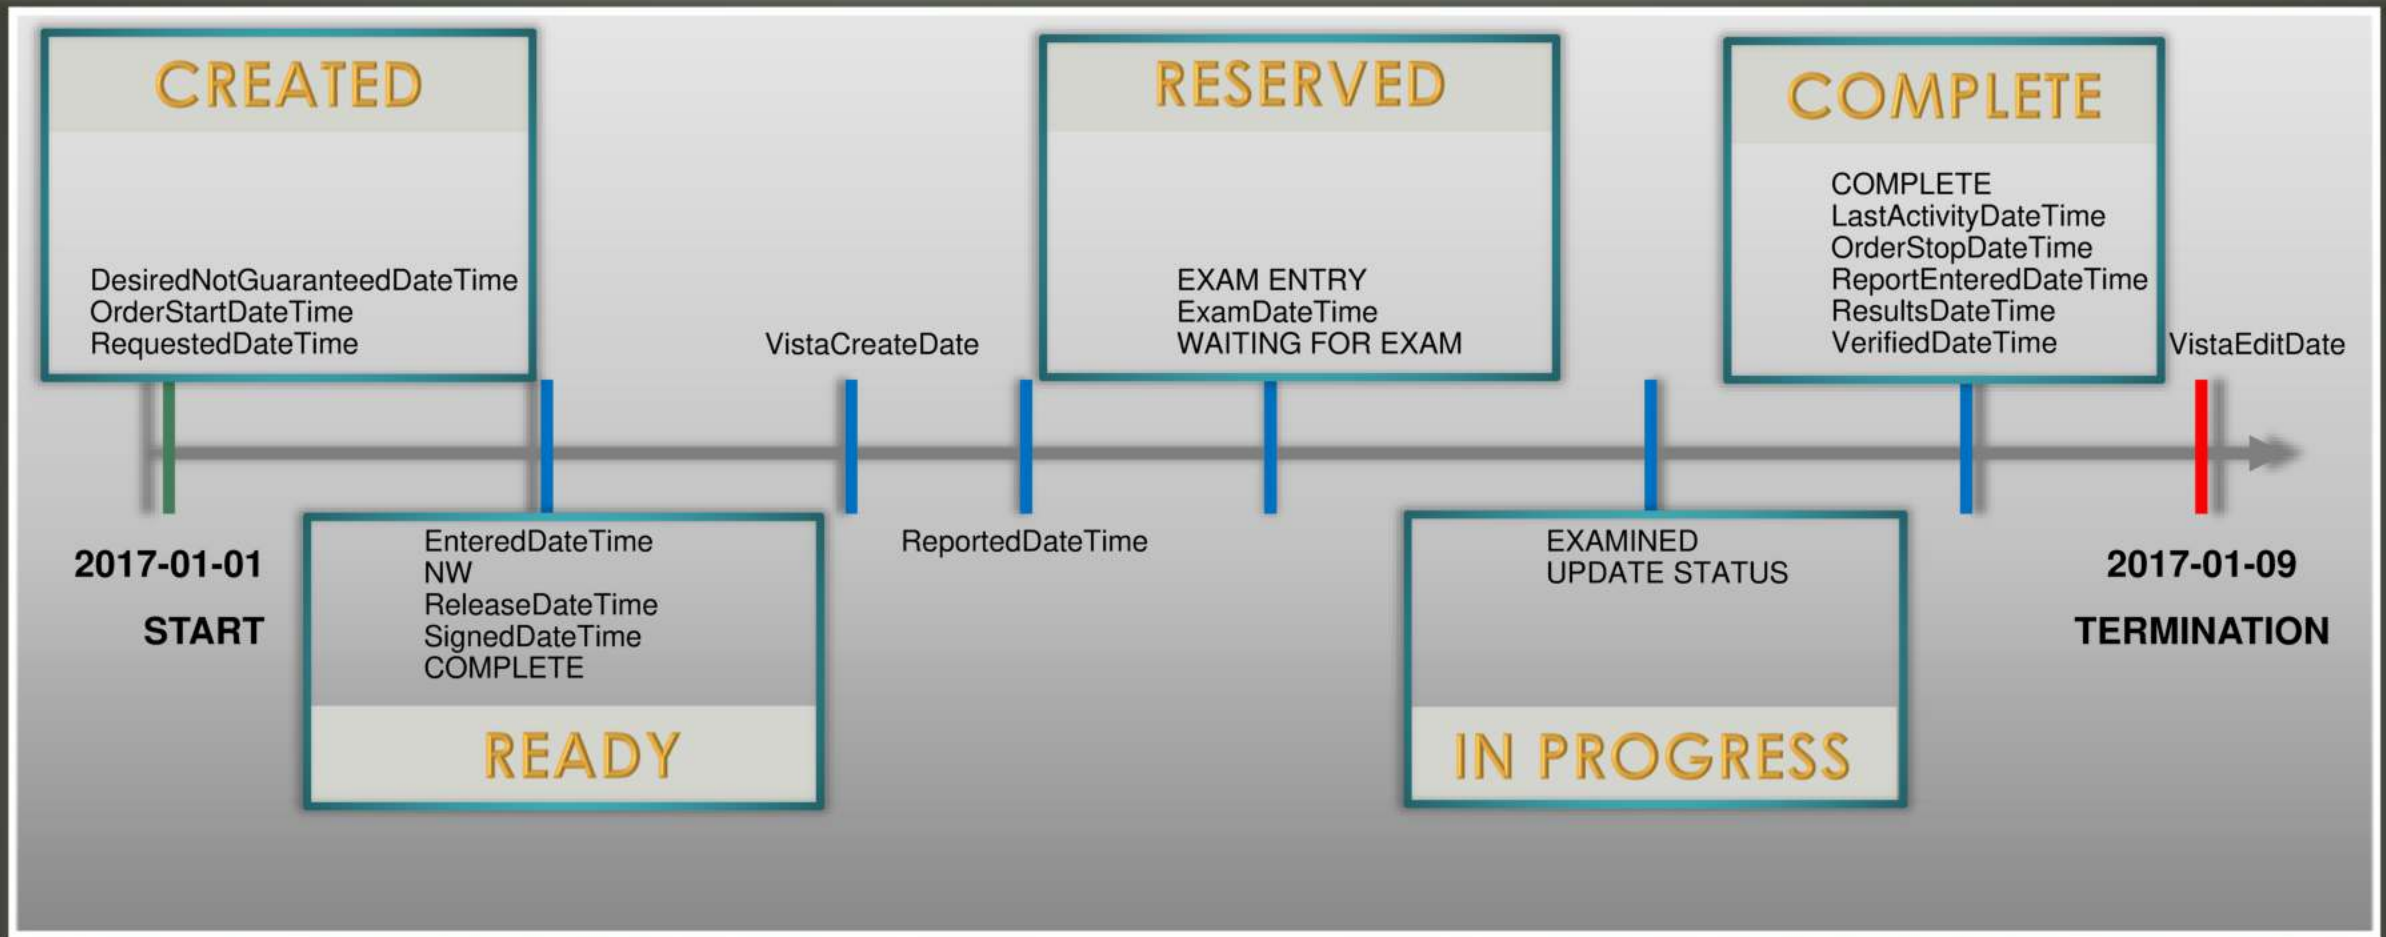 CREATED
DesiredNotGuaranteedDateTime
OrderStartDateTime
RequestedDateTime
2017-01-01
START
EnteredDateTime
NW
ReleaseDateTime
SignedDateTime
COMPLETE
READY
VistaCreateDate
ReportedDateTime
RESERVED
EXAM ENTRY
ExamDateTime
WAITING FOR EXAM
EXAMINED
UPDATE STATUS
IN PROGRESS
COMPLETE
COMPLETE
LastActivityDateTime
OrderStopDateTime
ReportEnteredDateTime
ResultsDateTime
VerifiedDateTime
VistaEditDate
2017-01-09
TERMINATION